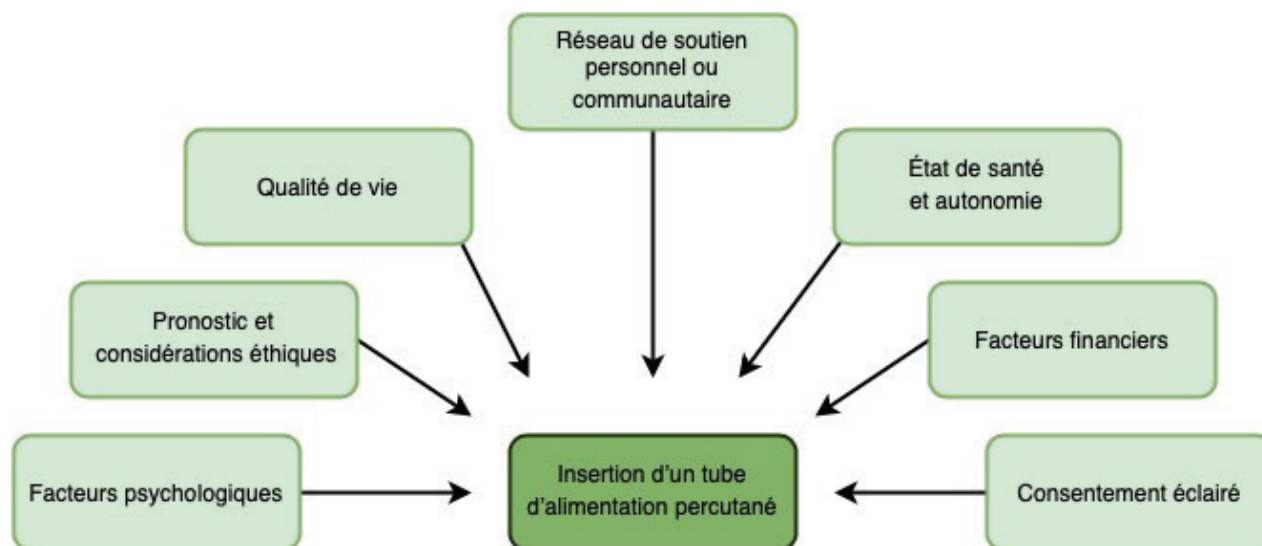 Réseau de soutien
personnel ou
communautaire
Qualité de vie
État de santé
et autonomie
Pronostic et
considérations éthiques
Facteurs financiers
Facteurs psychologiques
Insertion d'un tube
d'alimentation percutané
Consentement éclairé